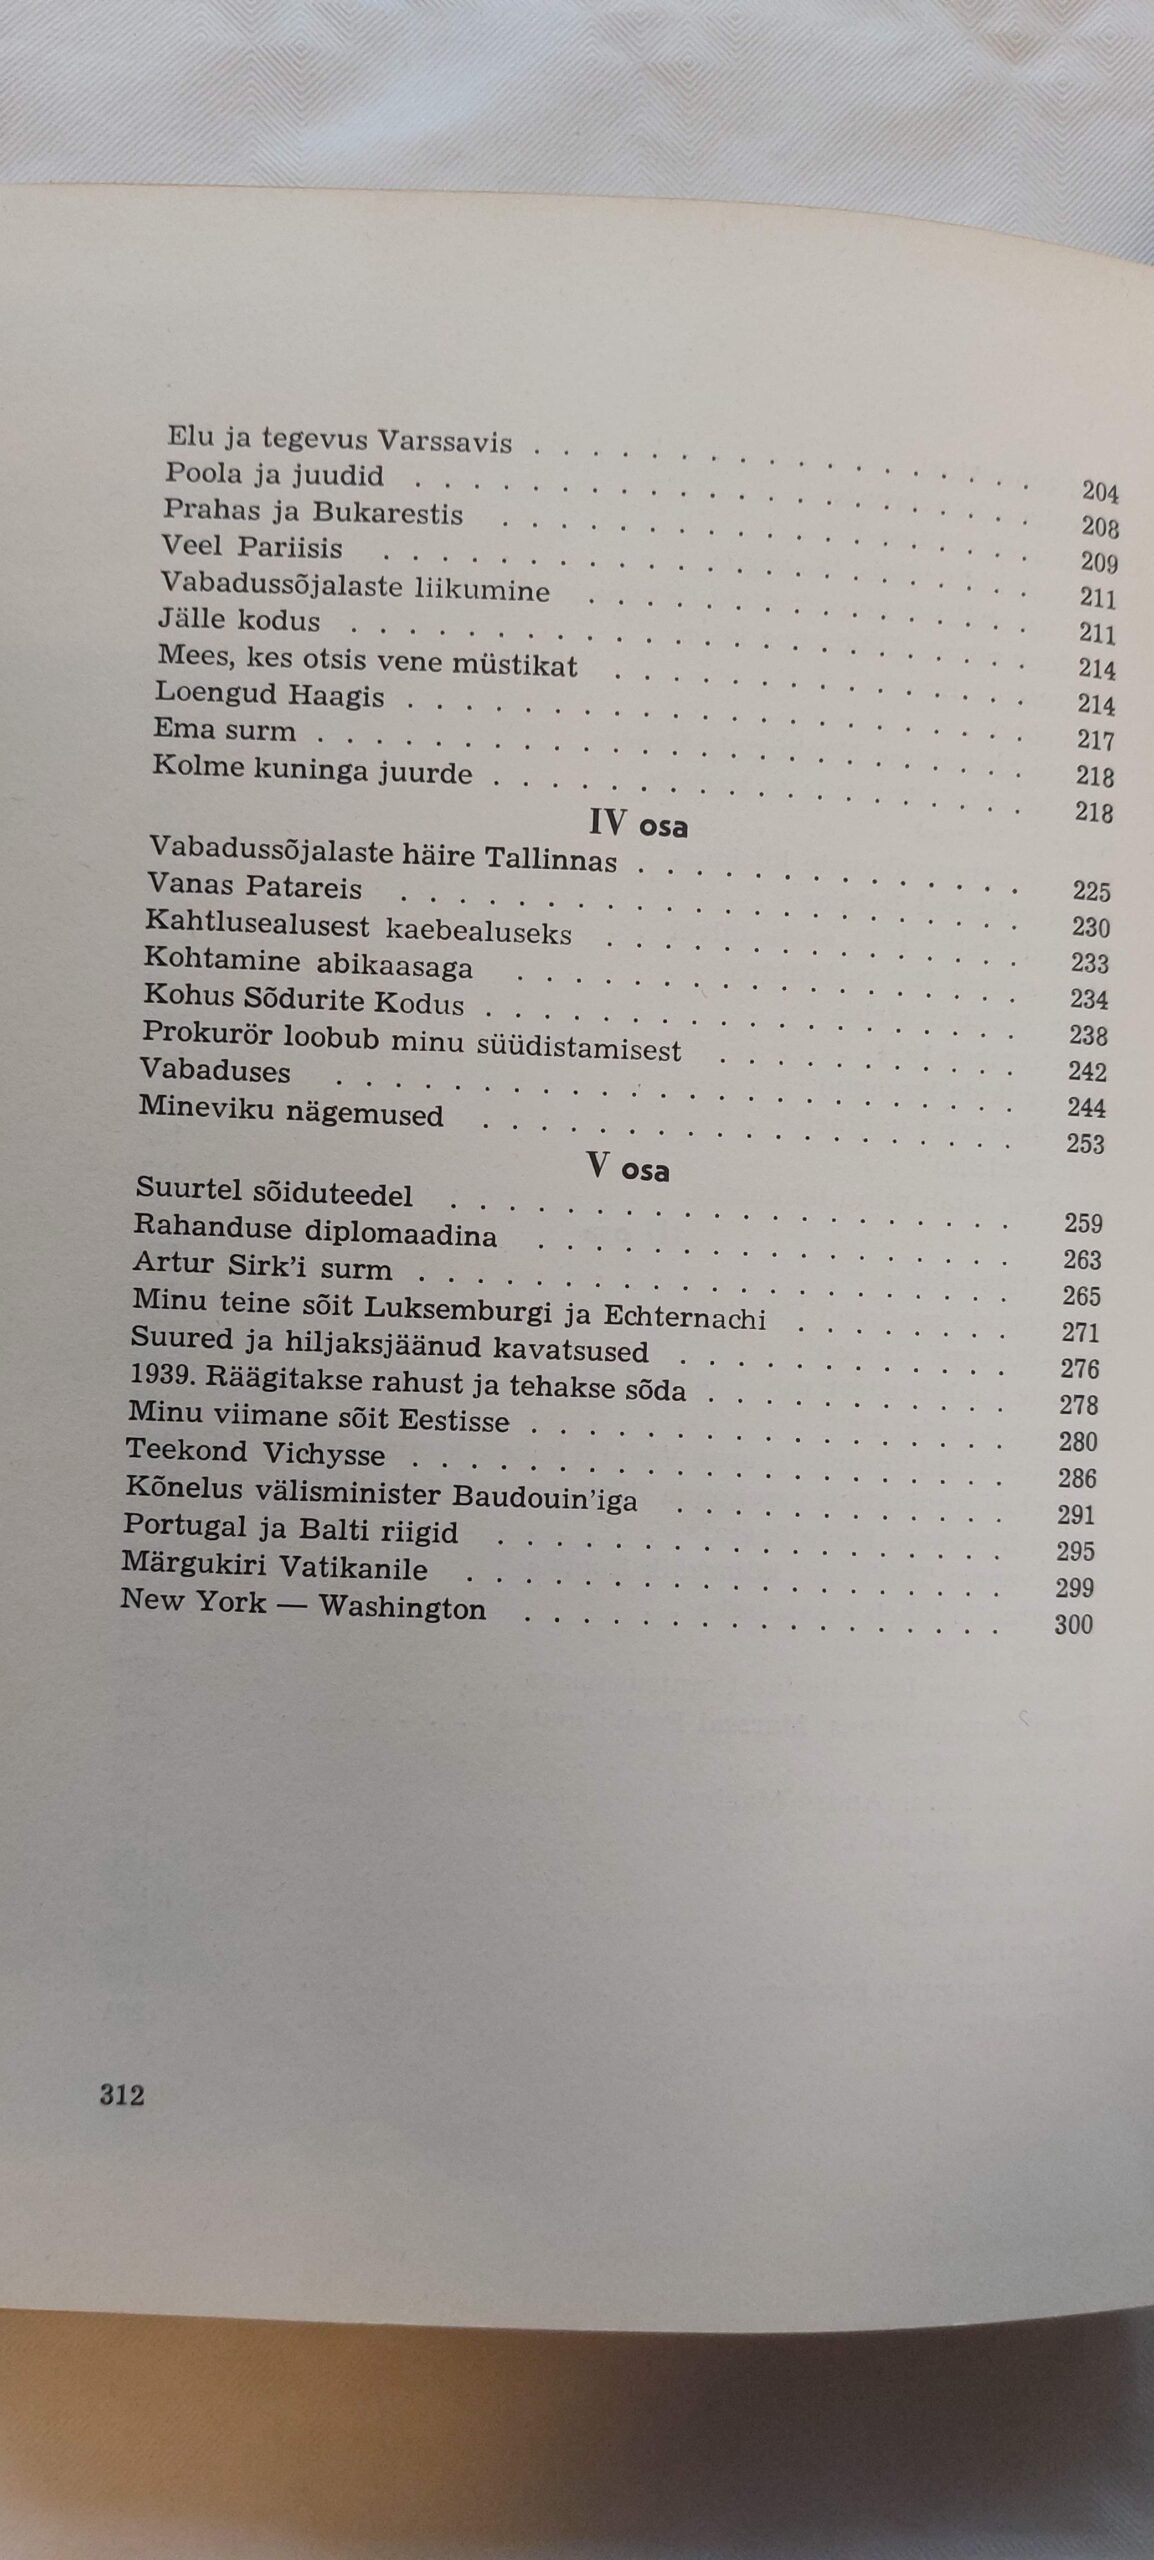 Elu ja tegevus Varssavis . . . . . . . . . . . . . . . . . 204
Poola ja juudid . . . . . . . . . . . . . . . . . . . . . 208
Prahas ja Bukarestis . . . . . . . . . . . . . . . . . . 209
Veel Pariisis . . . . . . . . . . . . . . . . . . . . . . 211
Vabadussõjalaste liikumine . . . . . . . . . . . . . . . 211
Jälle kodus . . . . . . . . . . . . . . . . . . . . . . . 214
Mees, kes otsis vene müstikat . . . . . . . . . . . . . . 214
Loengud Haagis . . . . . . . . . . . . . . . . . . . . . 217
Ema surm . . . . . . . . . . . . . . . . . . . . . . . . 218
Kolme kuninga juurde . . . . . . . . . . . . . . . . . . 218
IV osa
Vabadussõjalaste häire Tallinnas . . . . . . . . . . . . . 225
Vanas Patareis . . . . . . . . . . . . . . . . . . . . . 230
Kahtlusealusest kaebealuseks . . . . . . . . . . . . . . 233
Kohtamine abikaasaga . . . . . . . . . . . . . . . . . . 234
Kohus Sõdurite Kodus . . . . . . . . . . . . . . . . . . 238
Prokurör loobub minu süüdistamisest . . . . . . . . . . . 242
Vabaduses . . . . . . . . . . . . . . . . . . . . . . . . 244
Mineviku nägemused . . . . . . . . . . . . . . . . . . . 253
V osa
Suurtel sõiduteedel . . . . . . . . . . . . . . . . . . . 259
Rahanduse diplomaadina . . . . . . . . . . . . . . . . . 263
Artur Sirk'i surm . . . . . . . . . . . . . . . . . . . . 265
Minu teine sõit Luksemburgi ja Echternachi . . . . . . . . 271
Suured ja hiljaksjäänud kavatsused . . . . . . . . . . . . 276
1939. Räägitakse rahust ja tehakse sõda . . . . . . . . . . 278
Minu viimane sõit Eestisse . . . . . . . . . . . . . . . . 280
Teekond Vichysse . . . . . . . . . . . . . . . . . . . . 286
Kõnelus välisminister Baudouin'iga . . . . . . . . . . . . 291
Portugal ja Balti riigid . . . . . . . . . . . . . . . . . 295
Märgukiri Vatikanile . . . . . . . . . . . . . . . . . . . 299
New York — Washington . . . . . . . . . . . . . . . . . 300
312